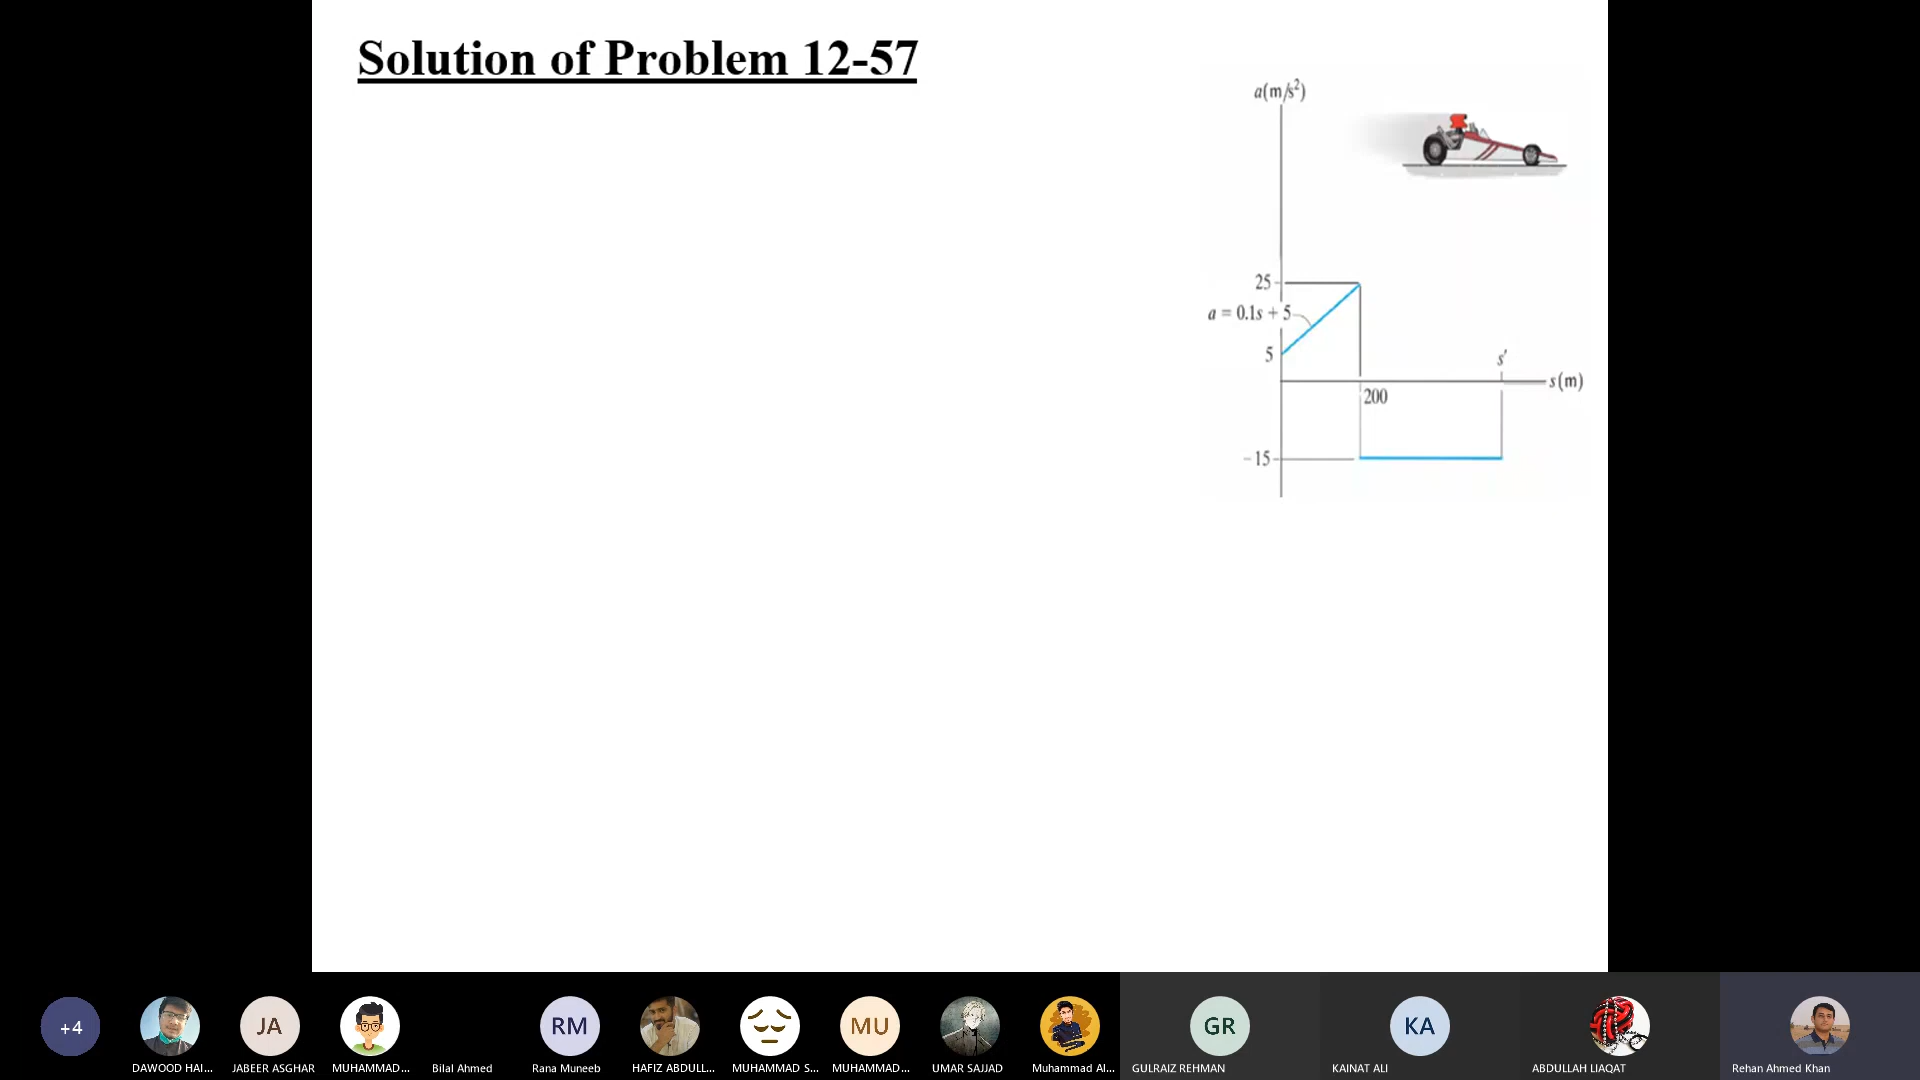 Solution of Problem 12-57
a(m/s²)
25
a = 0.1s + 5
5
s'
s(m)
200
−15
+4
DAWOOD HAI...
JA
JABEER ASGHAR
MUHAMMAD...
Bilal Ahmed
RM
Rana Muneeb
HAFIZ ABDULL...
MUHAMMAD S...
MU
MUHAMMAD...
UMAR SAJJAD
Muhammad Al...
GR
GULRAIZ REHMAN
KA
KAINAT ALI
ABDULLAH LIAQAT
Rehan Ahmed Khan